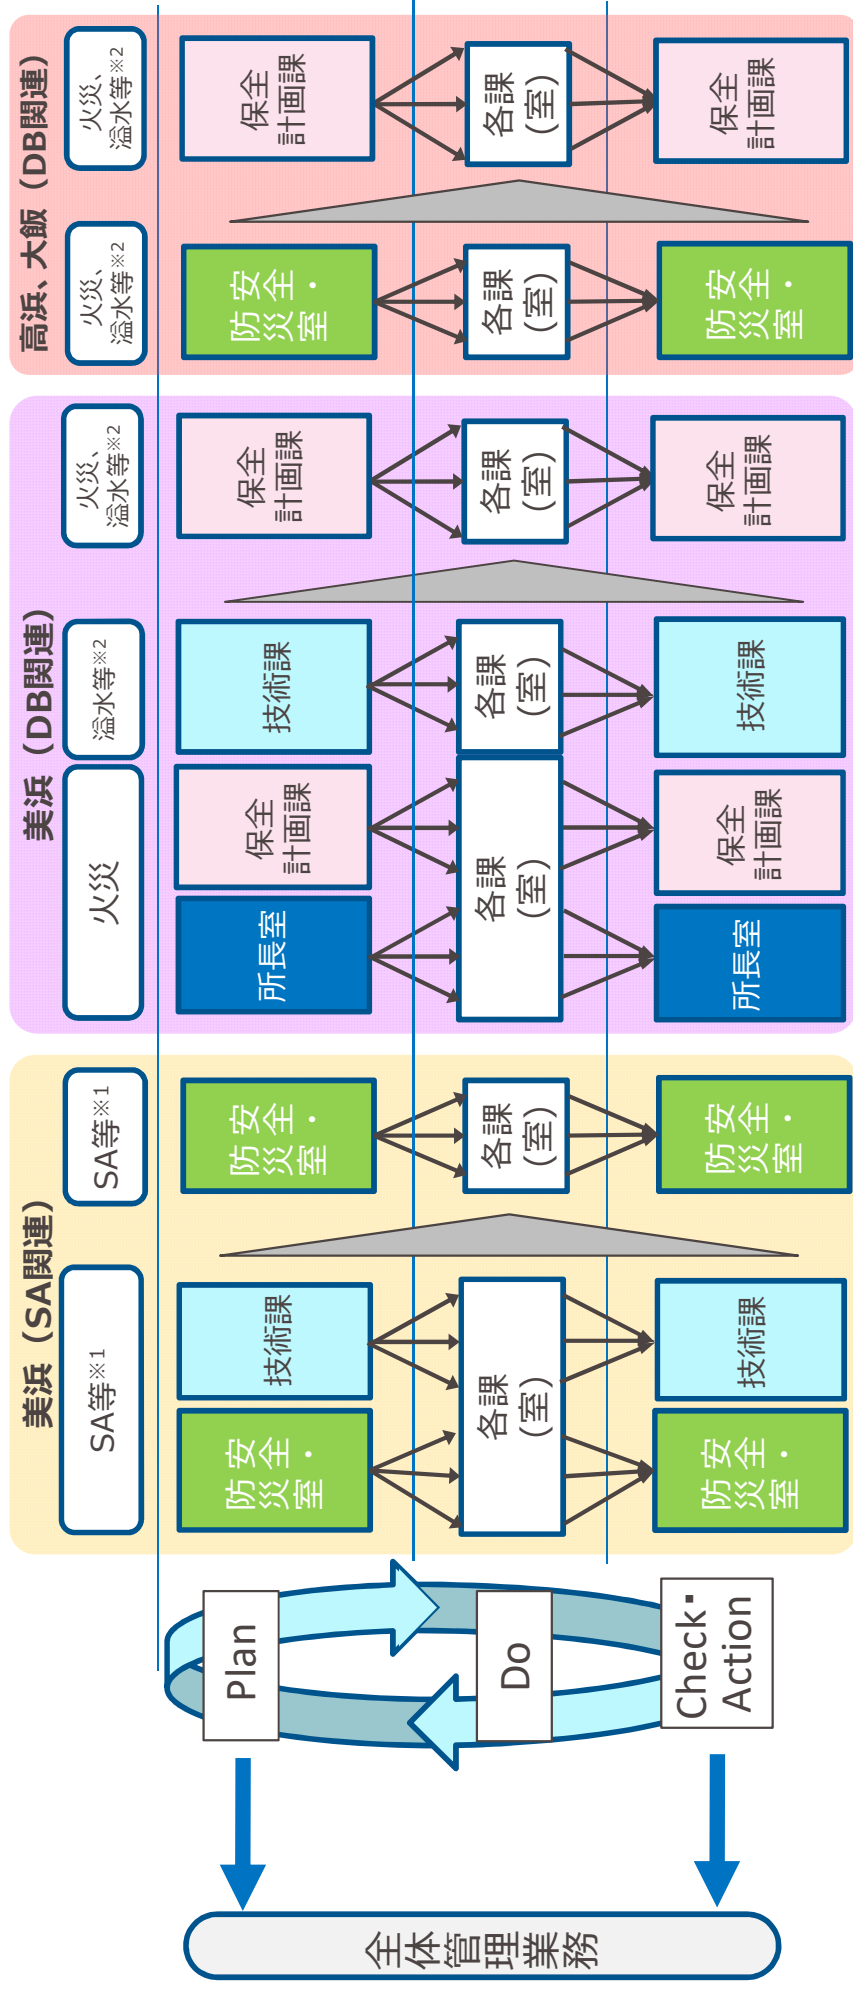 美浜（SA関連）
美浜（DB関連）
高浜、大飯（DB関連）
SA等※1
SA等※1
火災
溢水等※2
火災、
溢水等※2
火災、
溢水等※2
火災、
溢水等※2
全体管理業務
Plan
安全・
防災室
技術課
安全・
防災室
所長室
保全
計画課
技術課
保全
計画課
安全・
防災室
保全
計画課
Do
各課
(室)
各課
(室)
各課
(室)
各課
(室)
各課
(室)
各課
(室)
各課
(室)
Check・
Action
安全・
防災室
技術課
安全・
防災室
所長室
保全
計画課
技術課
保全
計画課
安全・
防災室
保全
計画課